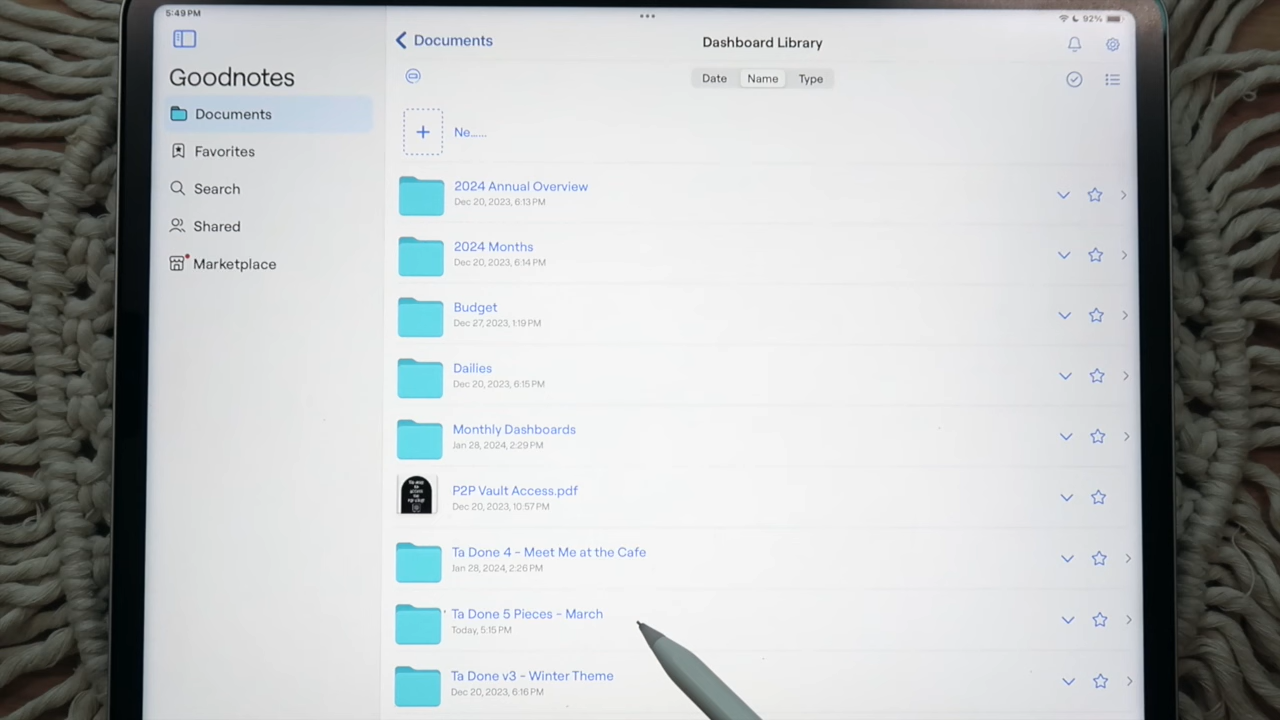 5:49 PM
92%
Documents
Dashboard Library
Goodnotes
Date Name Type
Documents
Favorites
Search
Shared
Marketplace
Ne......
2024 Annual Overview
Dec 20, 2023, 6:13 PM
2024 Months
Dec 20, 2023, 6:14 PM
Budget
Dec 27, 2023, 1:19 PM
Dailies
Dec 20, 2023, 6:15 PM
Monthly Dashboards
Jan 28, 2024, 2:29 PM
P2P Vault Access.pdf
Dec 20, 2023, 10:57 PM
Ta Done 4 - Meet Me at the Cafe
Jan 28, 2024, 2:26 PM
Ta Done 5 Pieces - March
Today, 5:15 PM
Ta Done v3 - Winter Theme
Dec 20, 2023, 6:16 PM